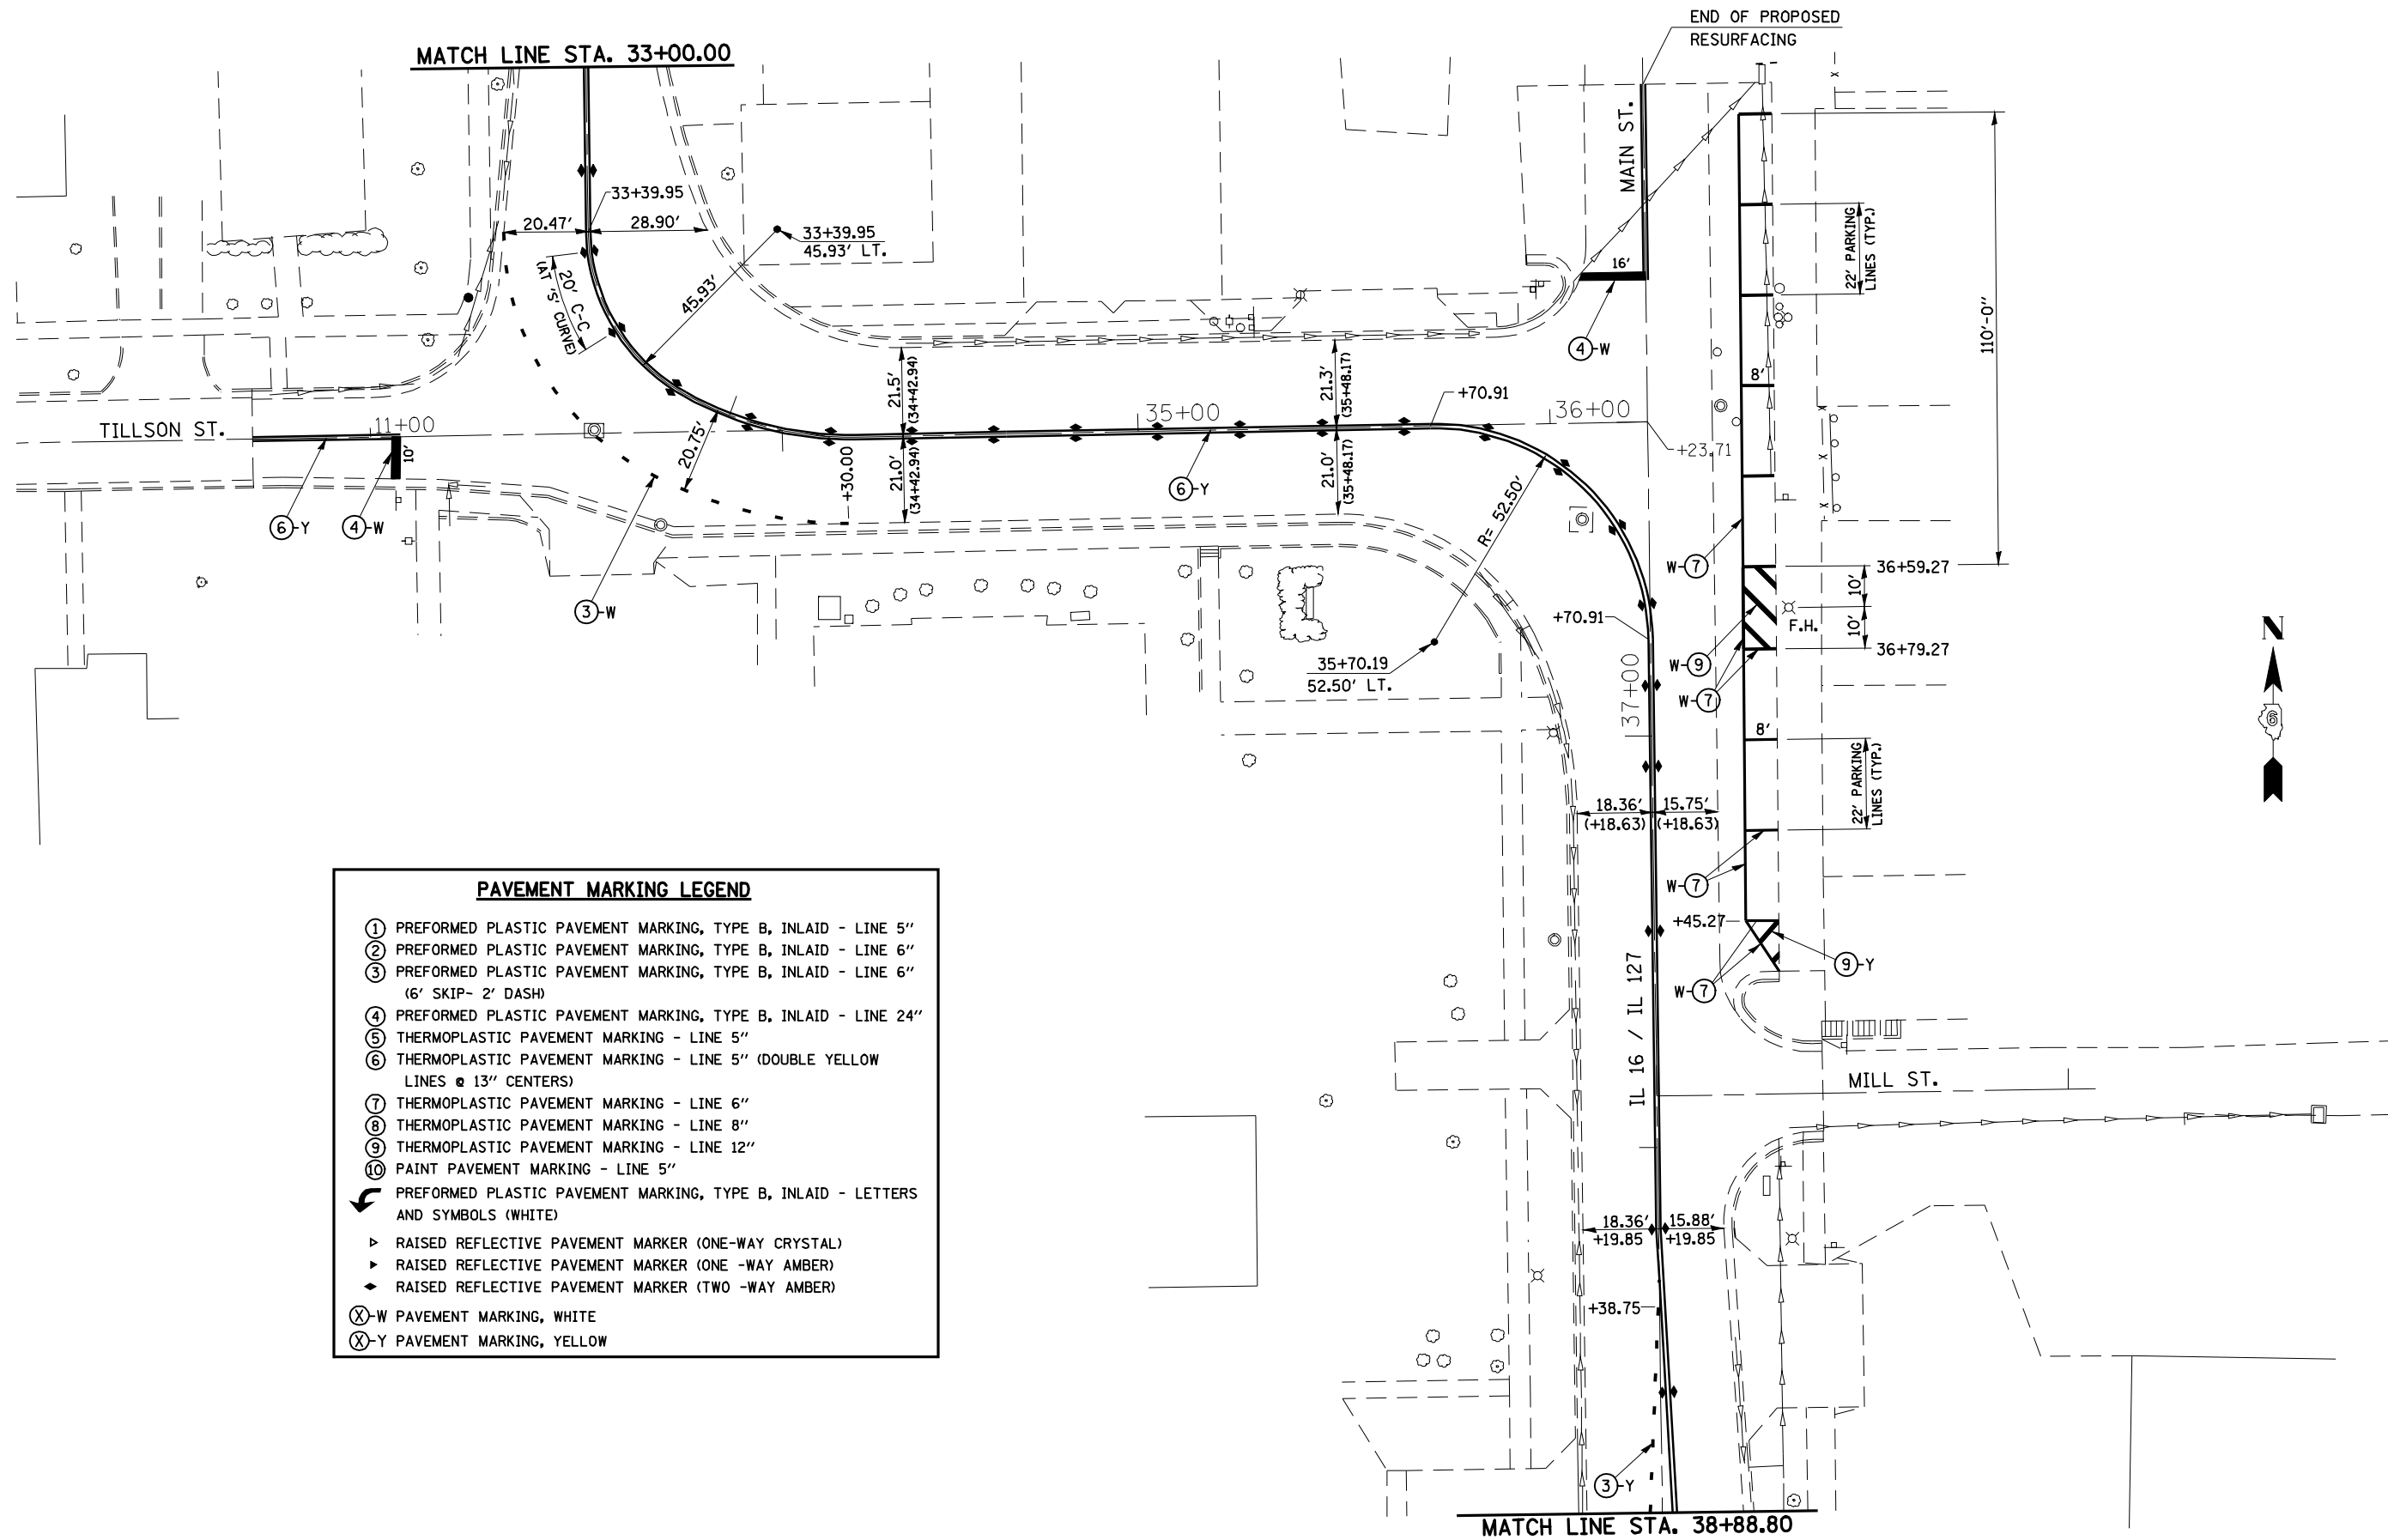 END OF PROPOSED
RESURFACING
MATCH LINE STA. 33+00.00
MAIN ST.
33+39.95
20.47'
28.90'
33+39.95
45.93' LT.
20' C-C
(AT 'S' CURVE)
45.93'
16'
④-W
22' PARKING
LINES (TYP.)
110'-0"
8'
21.5'
(34+42.94)
21.3'
(35+48.17)
+70.91
35+00
36+00
+23.71
TILLSON ST.
11+00
10'
20.75'
+30.00
21.0'
(34+42.94)
21.0'
(35+48.17)
⑥-Y
R= 52.50'
⑥-Y
④-W
③-W
W-⑦
36+59.27
10'
F.H.
10'
36+79.27
W-⑨
W-⑦
+70.91
35+70.19
52.50' LT.
37+00
N
6
8'
22' PARKING
LINES (TYP.)
18.36'
(+18.63)
15.75'
(+18.63)
W-⑦
+45.27
⑨-Y
W-⑦
IL 16 / IL 127
MILL ST.
18.36'
+19.85
15.88'
+19.85
+38.75
③-Y
MATCH LINE STA. 38+88.80
PAVEMENT MARKING LEGEND
① PREFORMED PLASTIC PAVEMENT MARKING, TYPE B, INLAID - LINE 5"
② PREFORMED PLASTIC PAVEMENT MARKING, TYPE B, INLAID - LINE 6"
③ PREFORMED PLASTIC PAVEMENT MARKING, TYPE B, INLAID - LINE 6"
(6' SKIP- 2' DASH)
④ PREFORMED PLASTIC PAVEMENT MARKING, TYPE B, INLAID - LINE 24"
⑤ THERMOPLASTIC PAVEMENT MARKING - LINE 5"
⑥ THERMOPLASTIC PAVEMENT MARKING - LINE 5" (DOUBLE YELLOW
LINES @ 13" CENTERS)
⑦ THERMOPLASTIC PAVEMENT MARKING - LINE 6"
⑧ THERMOPLASTIC PAVEMENT MARKING - LINE 8"
⑨ THERMOPLASTIC PAVEMENT MARKING - LINE 12"
⑩ PAINT PAVEMENT MARKING - LINE 5"
PREFORMED PLASTIC PAVEMENT MARKING, TYPE B, INLAID - LETTERS
AND SYMBOLS (WHITE)
RAISED REFLECTIVE PAVEMENT MARKER (ONE-WAY CRYSTAL)
RAISED REFLECTIVE PAVEMENT MARKER (ONE -WAY AMBER)
RAISED REFLECTIVE PAVEMENT MARKER (TWO -WAY AMBER)
Ⓧ-W PAVEMENT MARKING, WHITE
Ⓧ-Y PAVEMENT MARKING, YELLOW